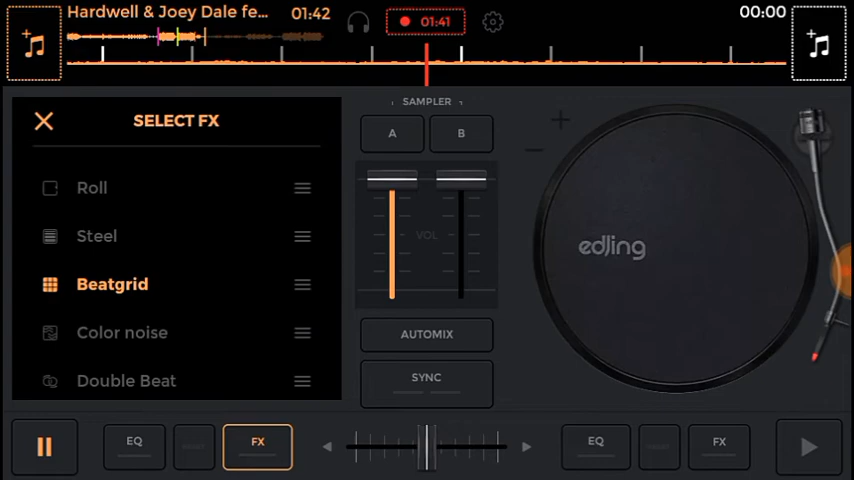 Hardwell & Joey Dale fe...
01:42
01:41
00:00
SELECT FX
Roll
Steel
Beatgrid
Color noise
Double Beat
SAMPLER
A
B
VOL
AUTOMIX
SYNC
edjing
EQ
FX
EQ
FX